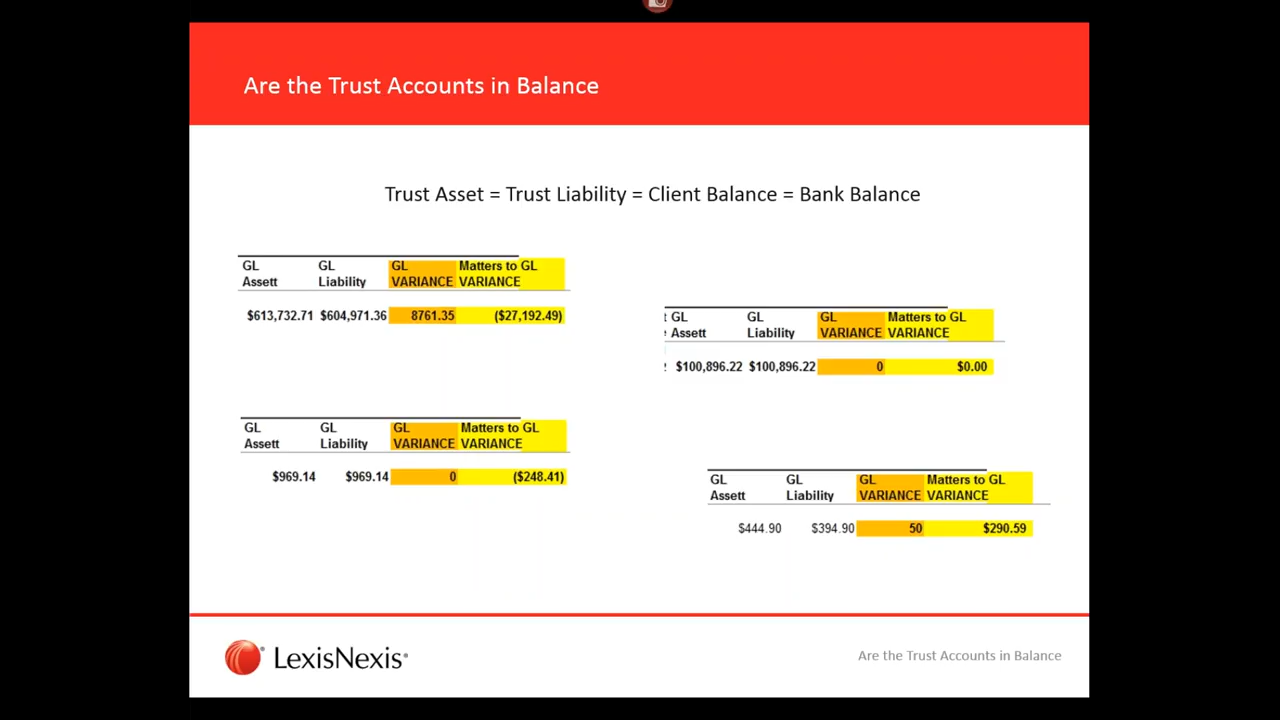 Are the Trust Accounts in Balance
Trust Asset = Trust Liability = Client Balance = Bank Balance
GL GL GL Matters to GL
Assett Liability VARIANCE VARIANCE
$613,732.71 $604,971.36 8761.35 ($27,192.49)
t GL GL GL Matters to GL
Assett Liability VARIANCE VARIANCE
$100,896.22 $100,896.22 0 $0.00
GL GL GL Matters to GL
Assett Liability VARIANCE VARIANCE
$969.14 $969.14 0 ($248.41)
GL GL GL Matters to GL
Assett Liability VARIANCE VARIANCE
$444.90 $394.90 50 $290.59
LexisNexis®
Are the Trust Accounts in Balance